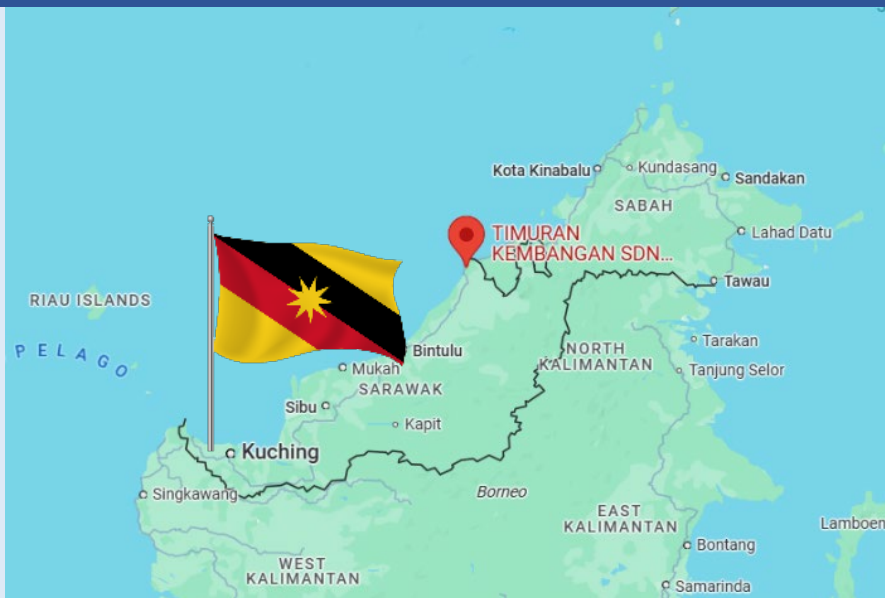 Kota Kinabalu
Kundasang
Sandakan
SABAH
TIMURAN
KEMBANGAN SDN...
Lahad Datu
Tawau
RIAU ISLANDS
PELAGO
Bintulu
NORTH
KALIMANTAN
Tarakan
Mukah
Tanjung Selor
SARAWAK
Sibu
Kapit
Kuching
Singkawang
Borneo
EAST
KALIMANTAN
Lamboen
Bontang
WEST
KALIMANTAN
Samarinda